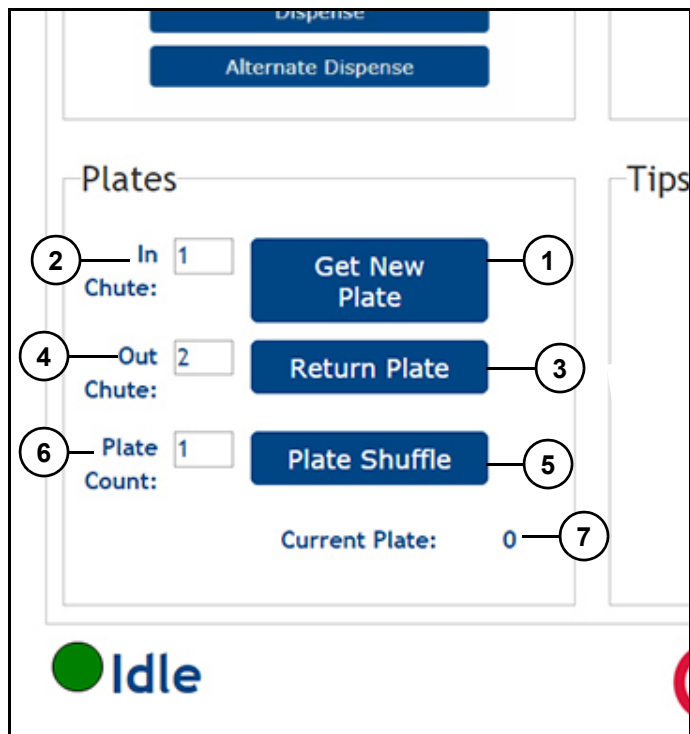 Dispense
Alternate Dispense
Plates
Tips
2
In
Chute:
1
Get New
Plate
1
4
Out
Chute:
2
Return Plate
3
6
Plate
Count:
1
Plate Shuffle
5
Current Plate:
0
7
Idle